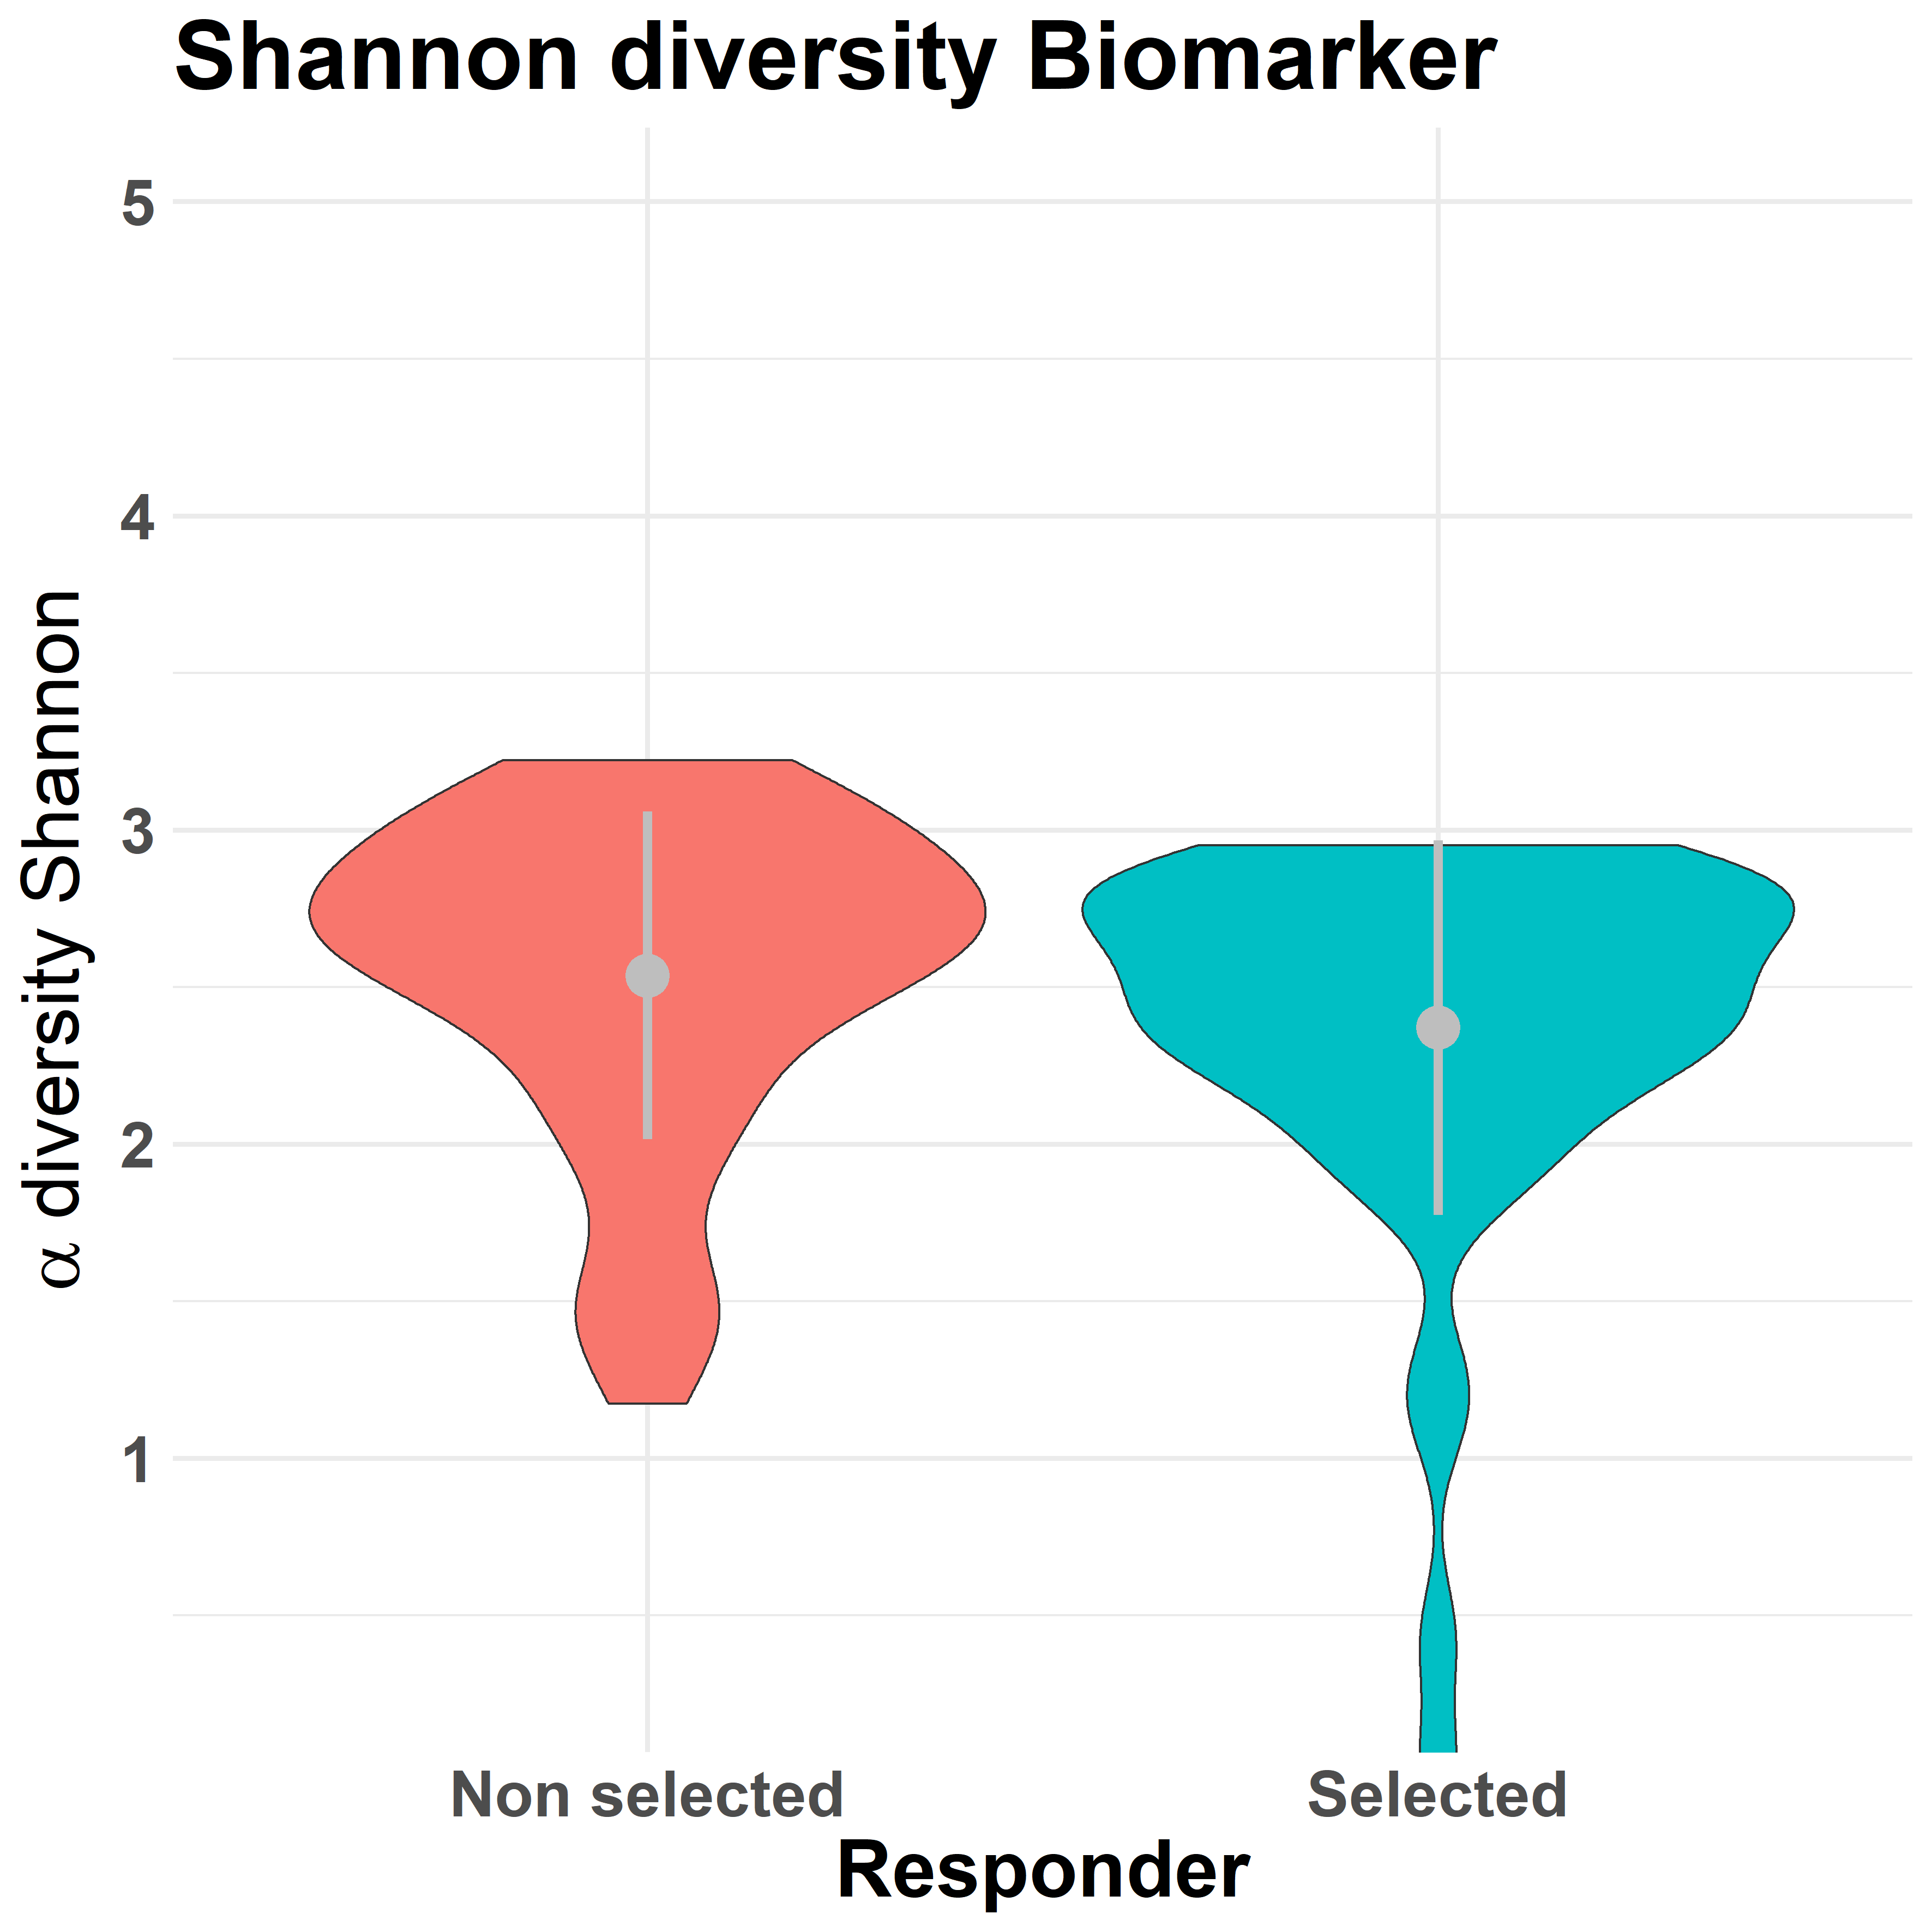 Shannon diversity Biomarker
5
4
3
2
1
α diversity Shannon
Non selected
Selected
Responder